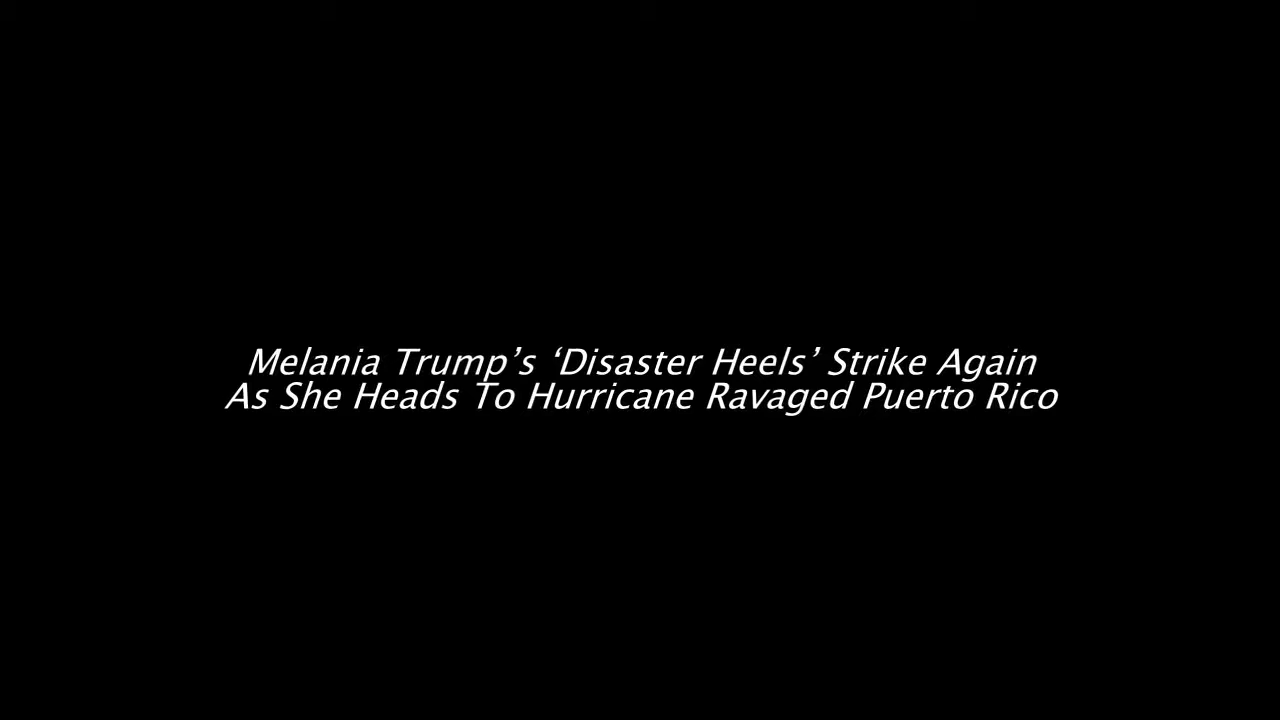 Melania Trump’s ‘Disaster Heels’ Strike Again
As She Heads To Hurricane Ravaged Puerto Rico